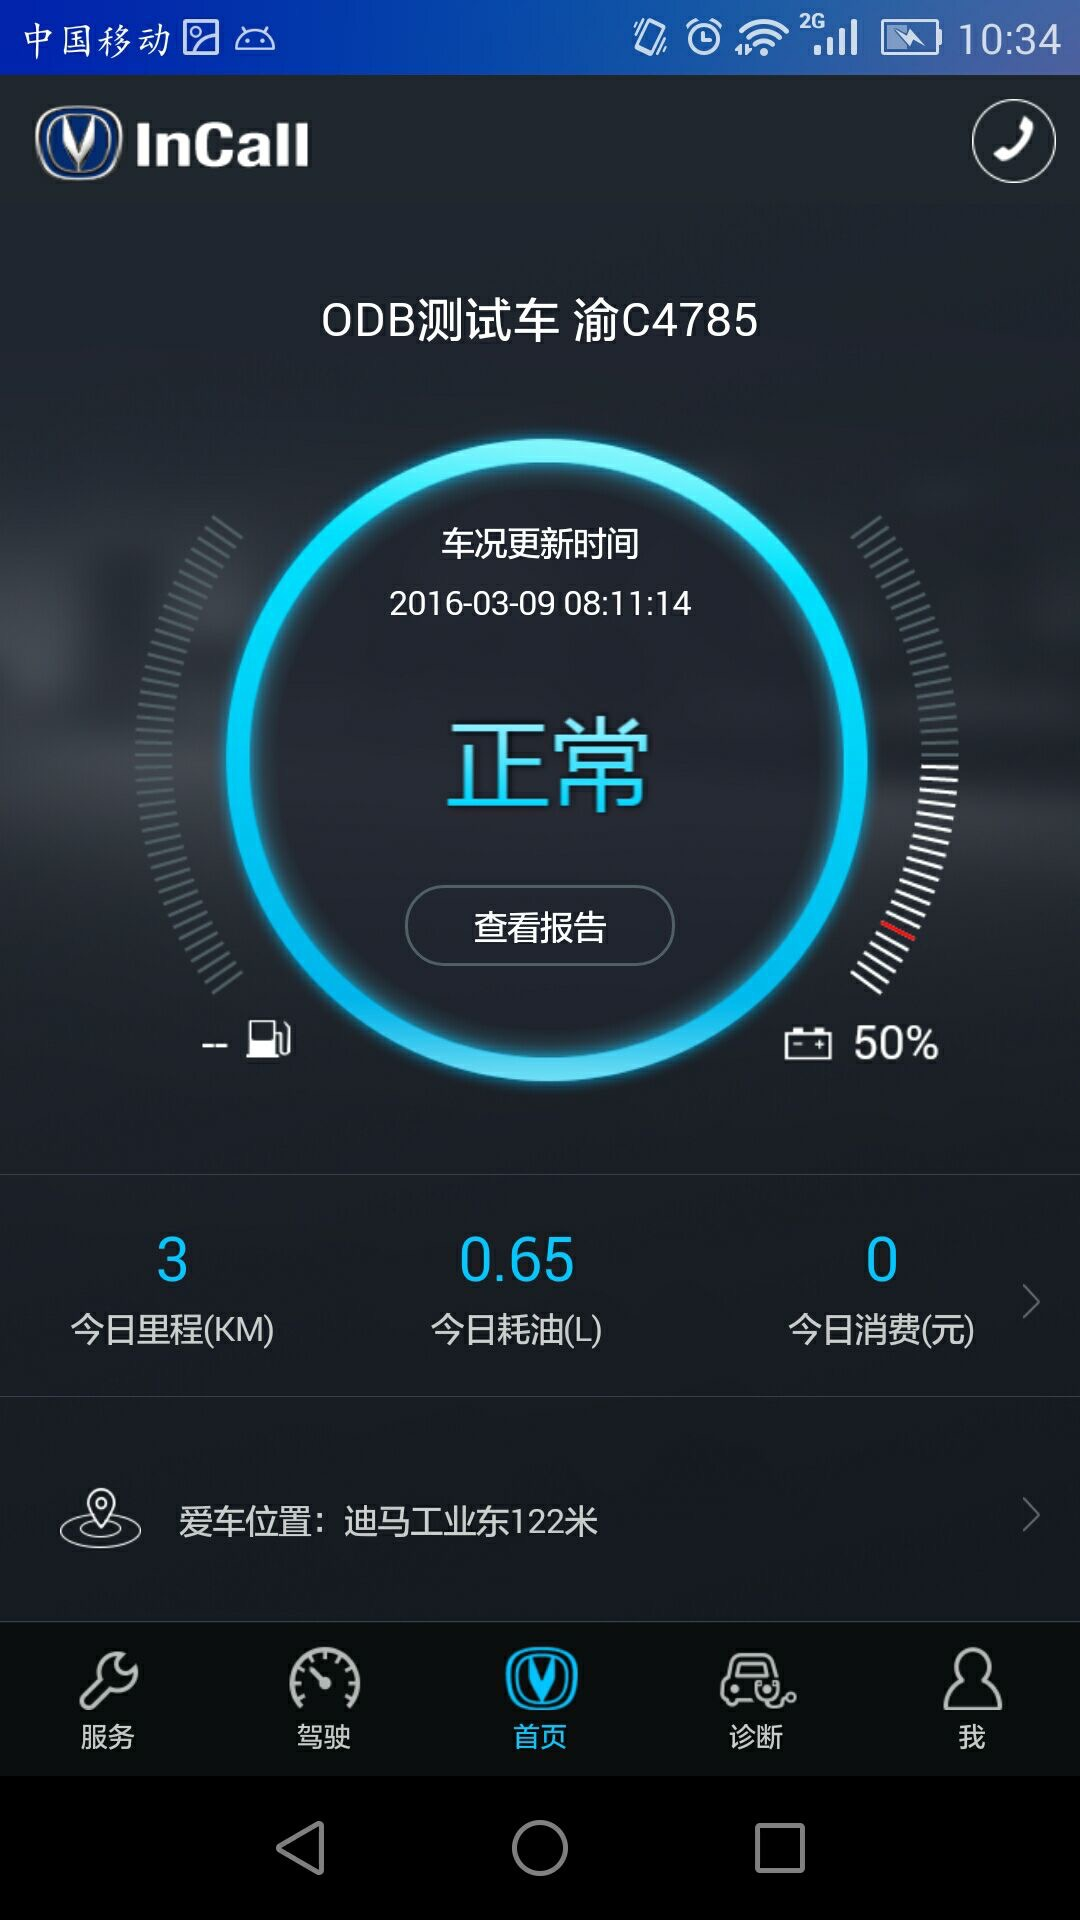 中国移动 2G 10:34
InCall
ODB测试车 渝C4785
车况更新时间
2016-03-09 08:11:14
正常
查看报告
-- 50%
3 0.65 0
今日里程(KM) 今日耗油(L) 今日消费(元)
爱车位置：迪马工业东122米
服务 驾驶 首页 诊断 我